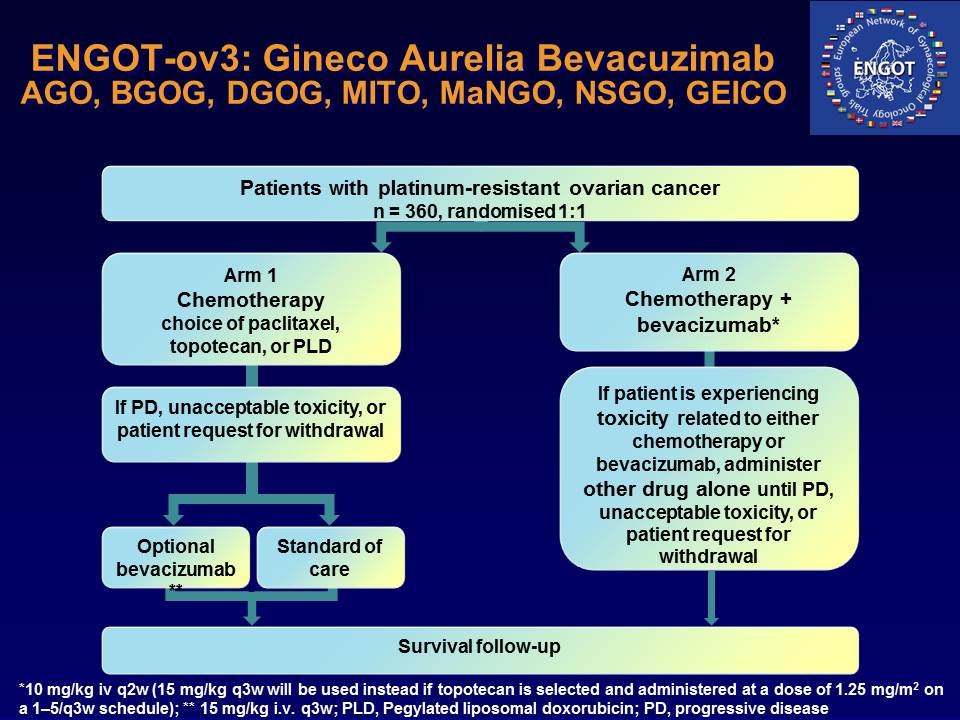 ENGOT-ov3: Gineco Aurelia Bevacuzimab
AGO, BGOG, DGOG, MITO, MaNGO, NSGO, GEICO
European Network of Gynaecological Oncology Trial groups
ENGOT
Patients with platinum-resistant ovarian cancer
n = 360, randomised 1:1
Arm 1
Chemotherapy
choice of paclitaxel,
topotecan, or PLD
Arm 2
Chemotherapy +
bevacizumab*
If PD, unacceptable toxicity, or
patient request for withdrawal
If patient is experiencing
toxicity related to either
chemotherapy or
bevacizumab, administer
other drug alone until PD,
unacceptable toxicity, or
patient request for
withdrawal
Optional
bevacizumab
**
Standard of
care
Survival follow-up
*10 mg/kg iv q2w (15 mg/kg q3w will be used instead if topotecan is selected and administered at a dose of 1.25 mg/m² on
a 1–5/q3w schedule); ** 15 mg/kg i.v. q3w; PLD, Pegylated liposomal doxorubicin; PD, progressive disease